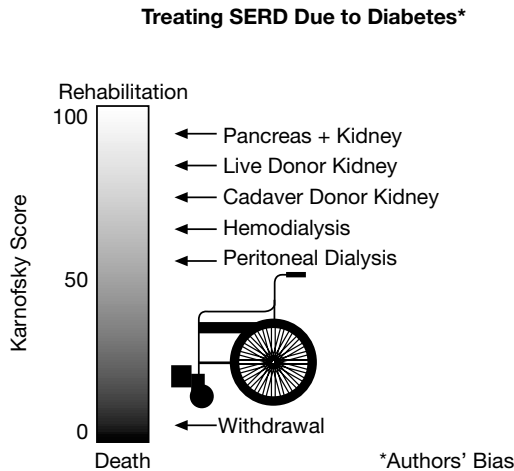 Treating SERD Due to Diabetes*
Rehabilitation
100
Pancreas + Kidney
Live Donor Kidney
Cadaver Donor Kidney
Hemodialysis
Peritoneal Dialysis
50
Karnofsky Score
0
Withdrawal
Death
*Authors' Bias